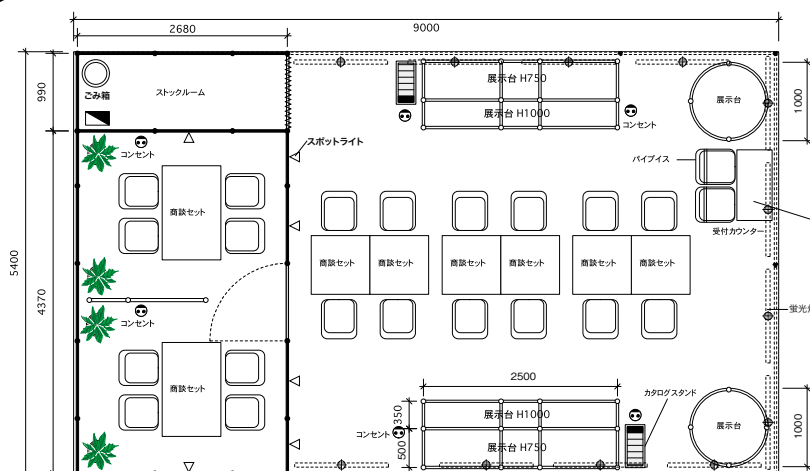 2680
9000
990
ごみ箱
ストックルーム
展示台 H750
展示台 H1000
コンセント
展示台
1000
コンセント
スポットライト
パイプイス
商談セット
受付カウンター
5400
4370
商談セット
商談セット
商談セット
商談セット
商談セット
商談セット
コンセント
蛍光灯
商談セット
2500
カタログスタンド
350
展示台 H1000
コンセント
500
展示台 H750
展示台
1000